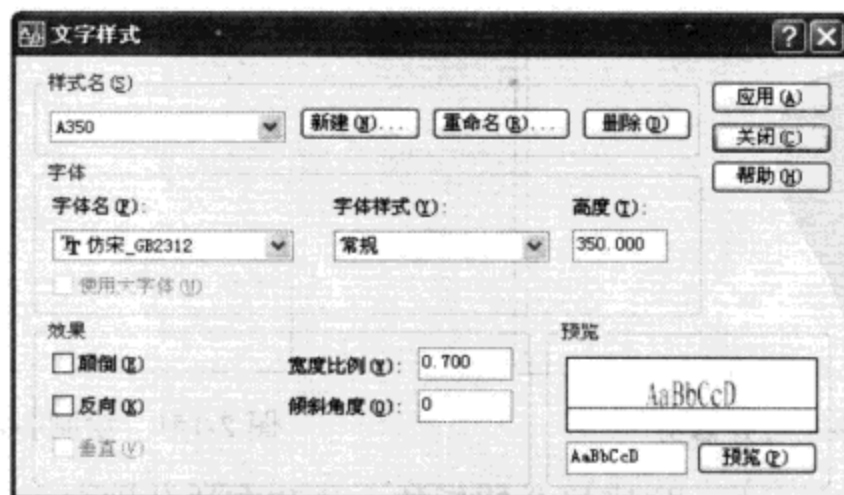 文字样式
样式名(S)
A350 新建(N)... 重命名(R)... 删除(D) 应用(A)
关闭(C)
字体 帮助(H)
字体名(F): 字体样式(Y): 高度(T):
仿宋_GB2312 常规 350.000
使用大字体(U)
效果 预览
颠倒(E) 宽度比例(W): 0.700
AaBbCcD
反向(K) 倾斜角度(O): 0
垂直(V) AaBbCcD 预览(P)